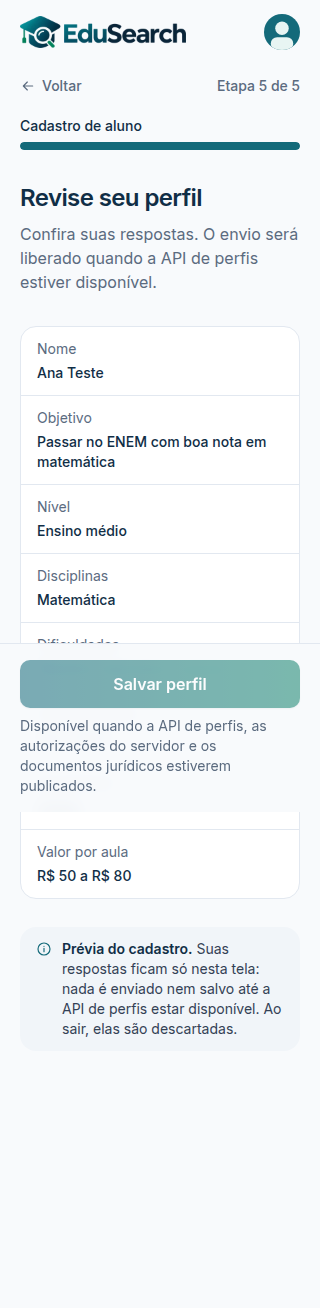 EduSearch
Voltar
Etapa 5 de 5
Cadastro de aluno
Revise seu perfil
Confira suas respostas. O envio será
liberado quando a API de perfis
estiver disponível.
Nome
Ana Teste
Objetivo
Passar no ENEM com boa nota em
matemática
Nível
Ensino médio
Disciplinas
Matemática
Salvar perfil
Disponível quando a API de perfis, as
autorizações do servidor e os
documentos jurídicos estiverem
publicados.
Valor por aula
R$ 50 a R$ 80
Prévia do cadastro. Suas
respostas ficam só nesta tela:
nada é enviado nem salvo até a
API de perfis estar disponível. Ao
sair, elas são descartadas.